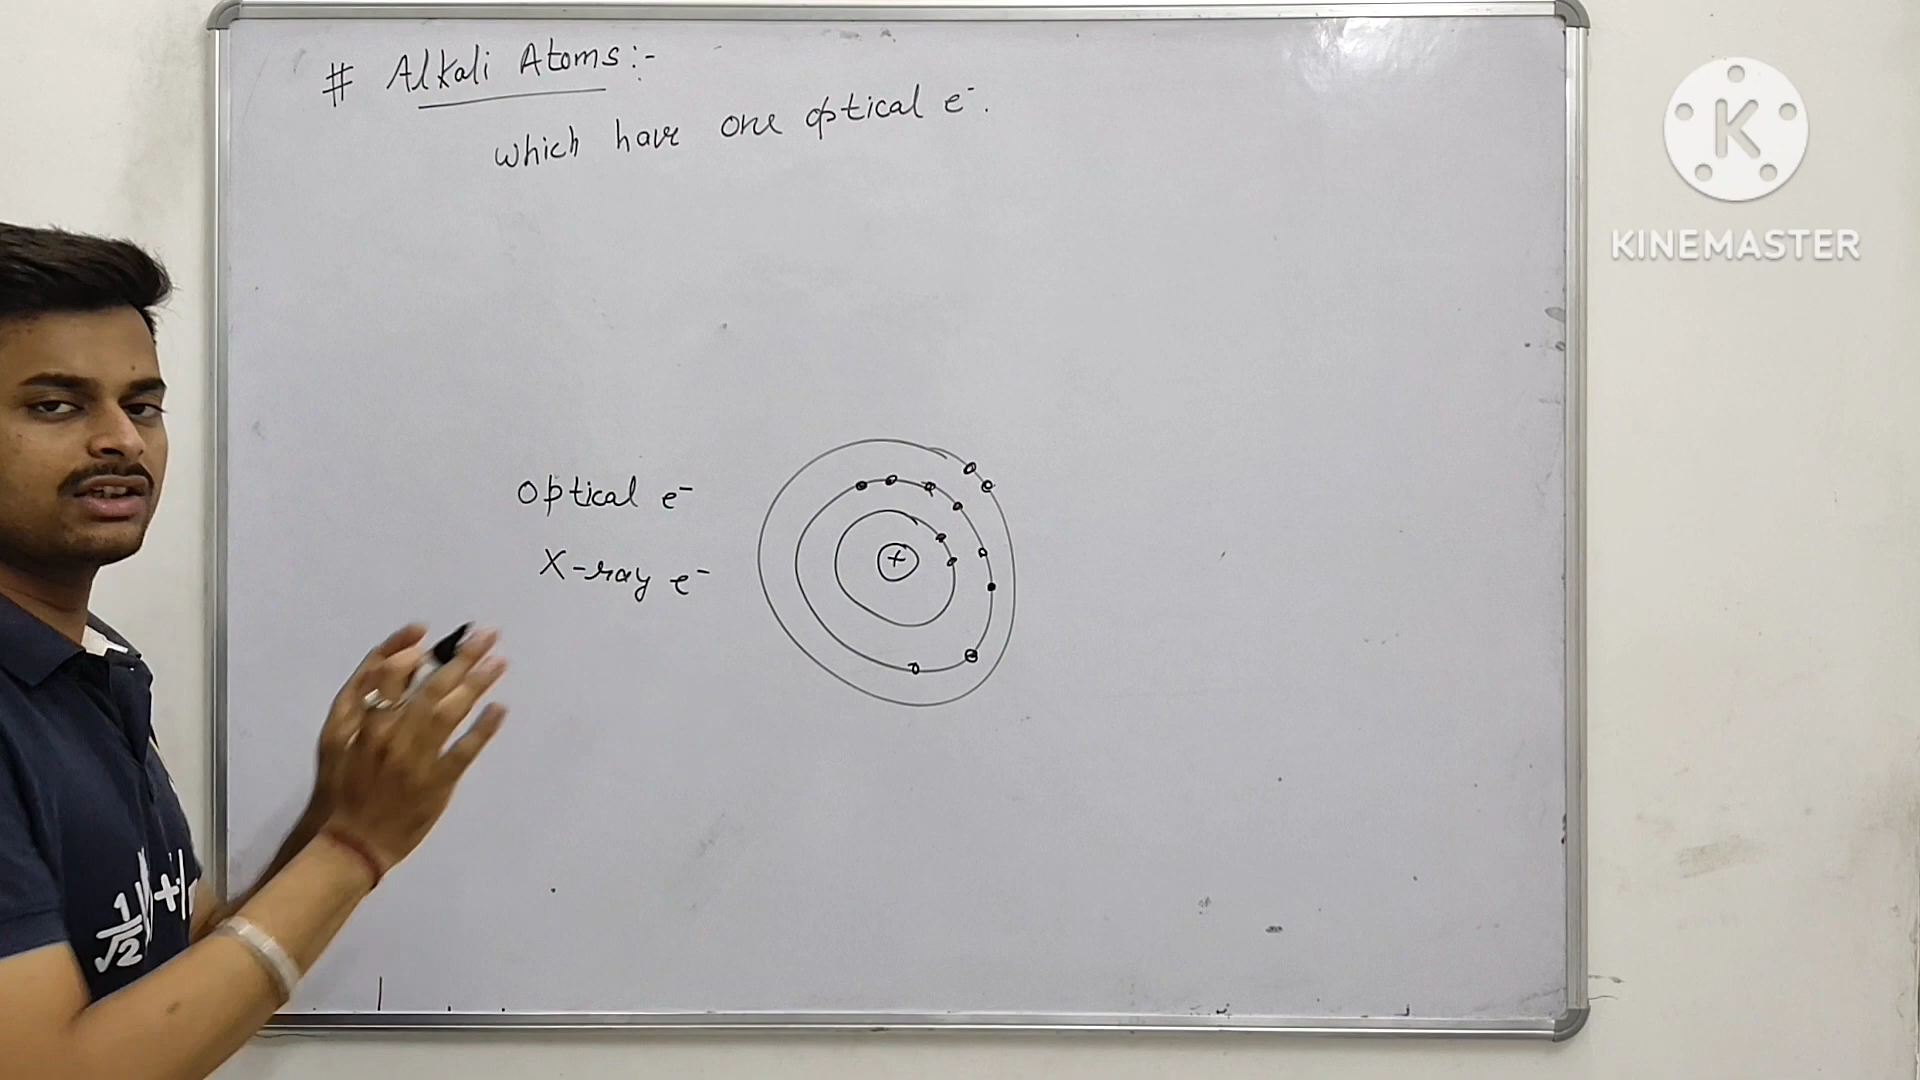 # Alkali Atoms:-
which have one optical e⁻.
optical e⁻
X-ray e⁻
+
K
KINEMASTER